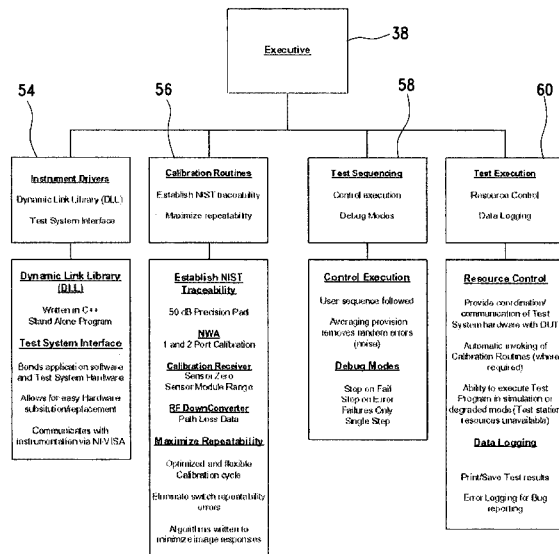 Executive
38
54
56
58
60
Instrument Drivers
Dynamic Link Library (DLL)
Test System Interface
Calibration Routines
Establish NIST traceability
Maximize repeatability
Test Sequencing
Control execution
Debug Modes
Test Execution
Resource Control
Data Logging
Dynamic Link Library
(DLL)
Written in C++
Stand Alone Program
Test System Interface
Bonds application software
and Test System Hardware
Allows for easy Hardware
substitution/replacement
Communicates with
instrumentation via NI-VISA
Establish NIST
Traceability
50 dB Precision Pad
NWA
1 and 2 Port Calibration
Calibration Receiver
Sensor Zero
Sensor Module Range
RF DownConverter
Path Loss Data
Maximize Repeatability
Optimized and flexible
Calibration cycle
Eliminate switch repeatability
errors
Algorithms written to
minimize image responses
Control Execution
User sequence followed
Averaging provision
removes random errors
(noise)
Debug Modes
Stop on Fail
Stop on Error
Failures Only
Single Step
Resource Control
Provide coordination/
communication of Test
System hardware with DUT
Automatic invoking of
Calibration Routines (where
required)
Ability to execute Test
Program in simulation or
degraded mode (Test station
resources unavailable)
Data Logging
Print/Save Test results
Error Logging for Bug
reporting